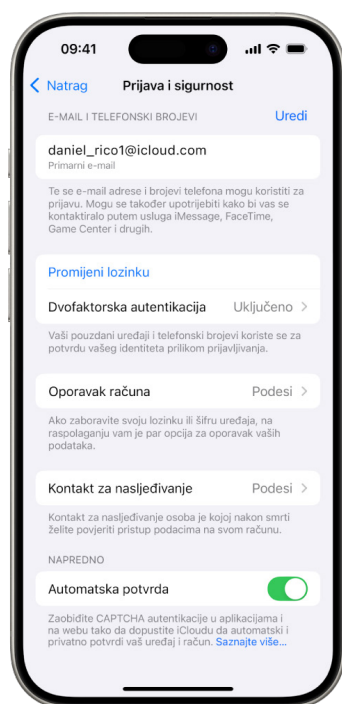 09:41
Natrag
Prijava i sigurnost
E-MAIL I TELEFONSKI BROJEVI
Uredi
daniel_rico1@icloud.com
Primarni e-mail
Te se e-mail adrese i brojevi telefona mogu koristiti za
prijavu. Mogu se također upotrijebiti kako bi vas se
kontaktiralo putem usluga iMessage, FaceTime,
Game Center i drugih.
Promijeni lozinku
Dvofaktorska autentikacija Uključeno
Vaši pouzdani uređaji i telefonski brojevi koriste se za
potvrdu vašeg identiteta prilikom prijavljivanja.
Oporavak računa Podesi
Ako zaboravite svoju lozinku ili šifru uređaja, na
raspolaganju vam je par opcija za oporavak vaših
podataka.
Kontakt za nasljeđivanje Podesi
Kontakt za nasljeđivanje osoba je kojoj nakon smrti
želite povjeriti pristup podacima na svom računu.
NAPREDNO
Automatska potvrda
Zaobiđite CAPTCHA autentikacije u aplikacijama i
na webu tako da dopustite iCloudu da automatski i
privatno potvrdi vaš uređaj i račun. Saznajte više...